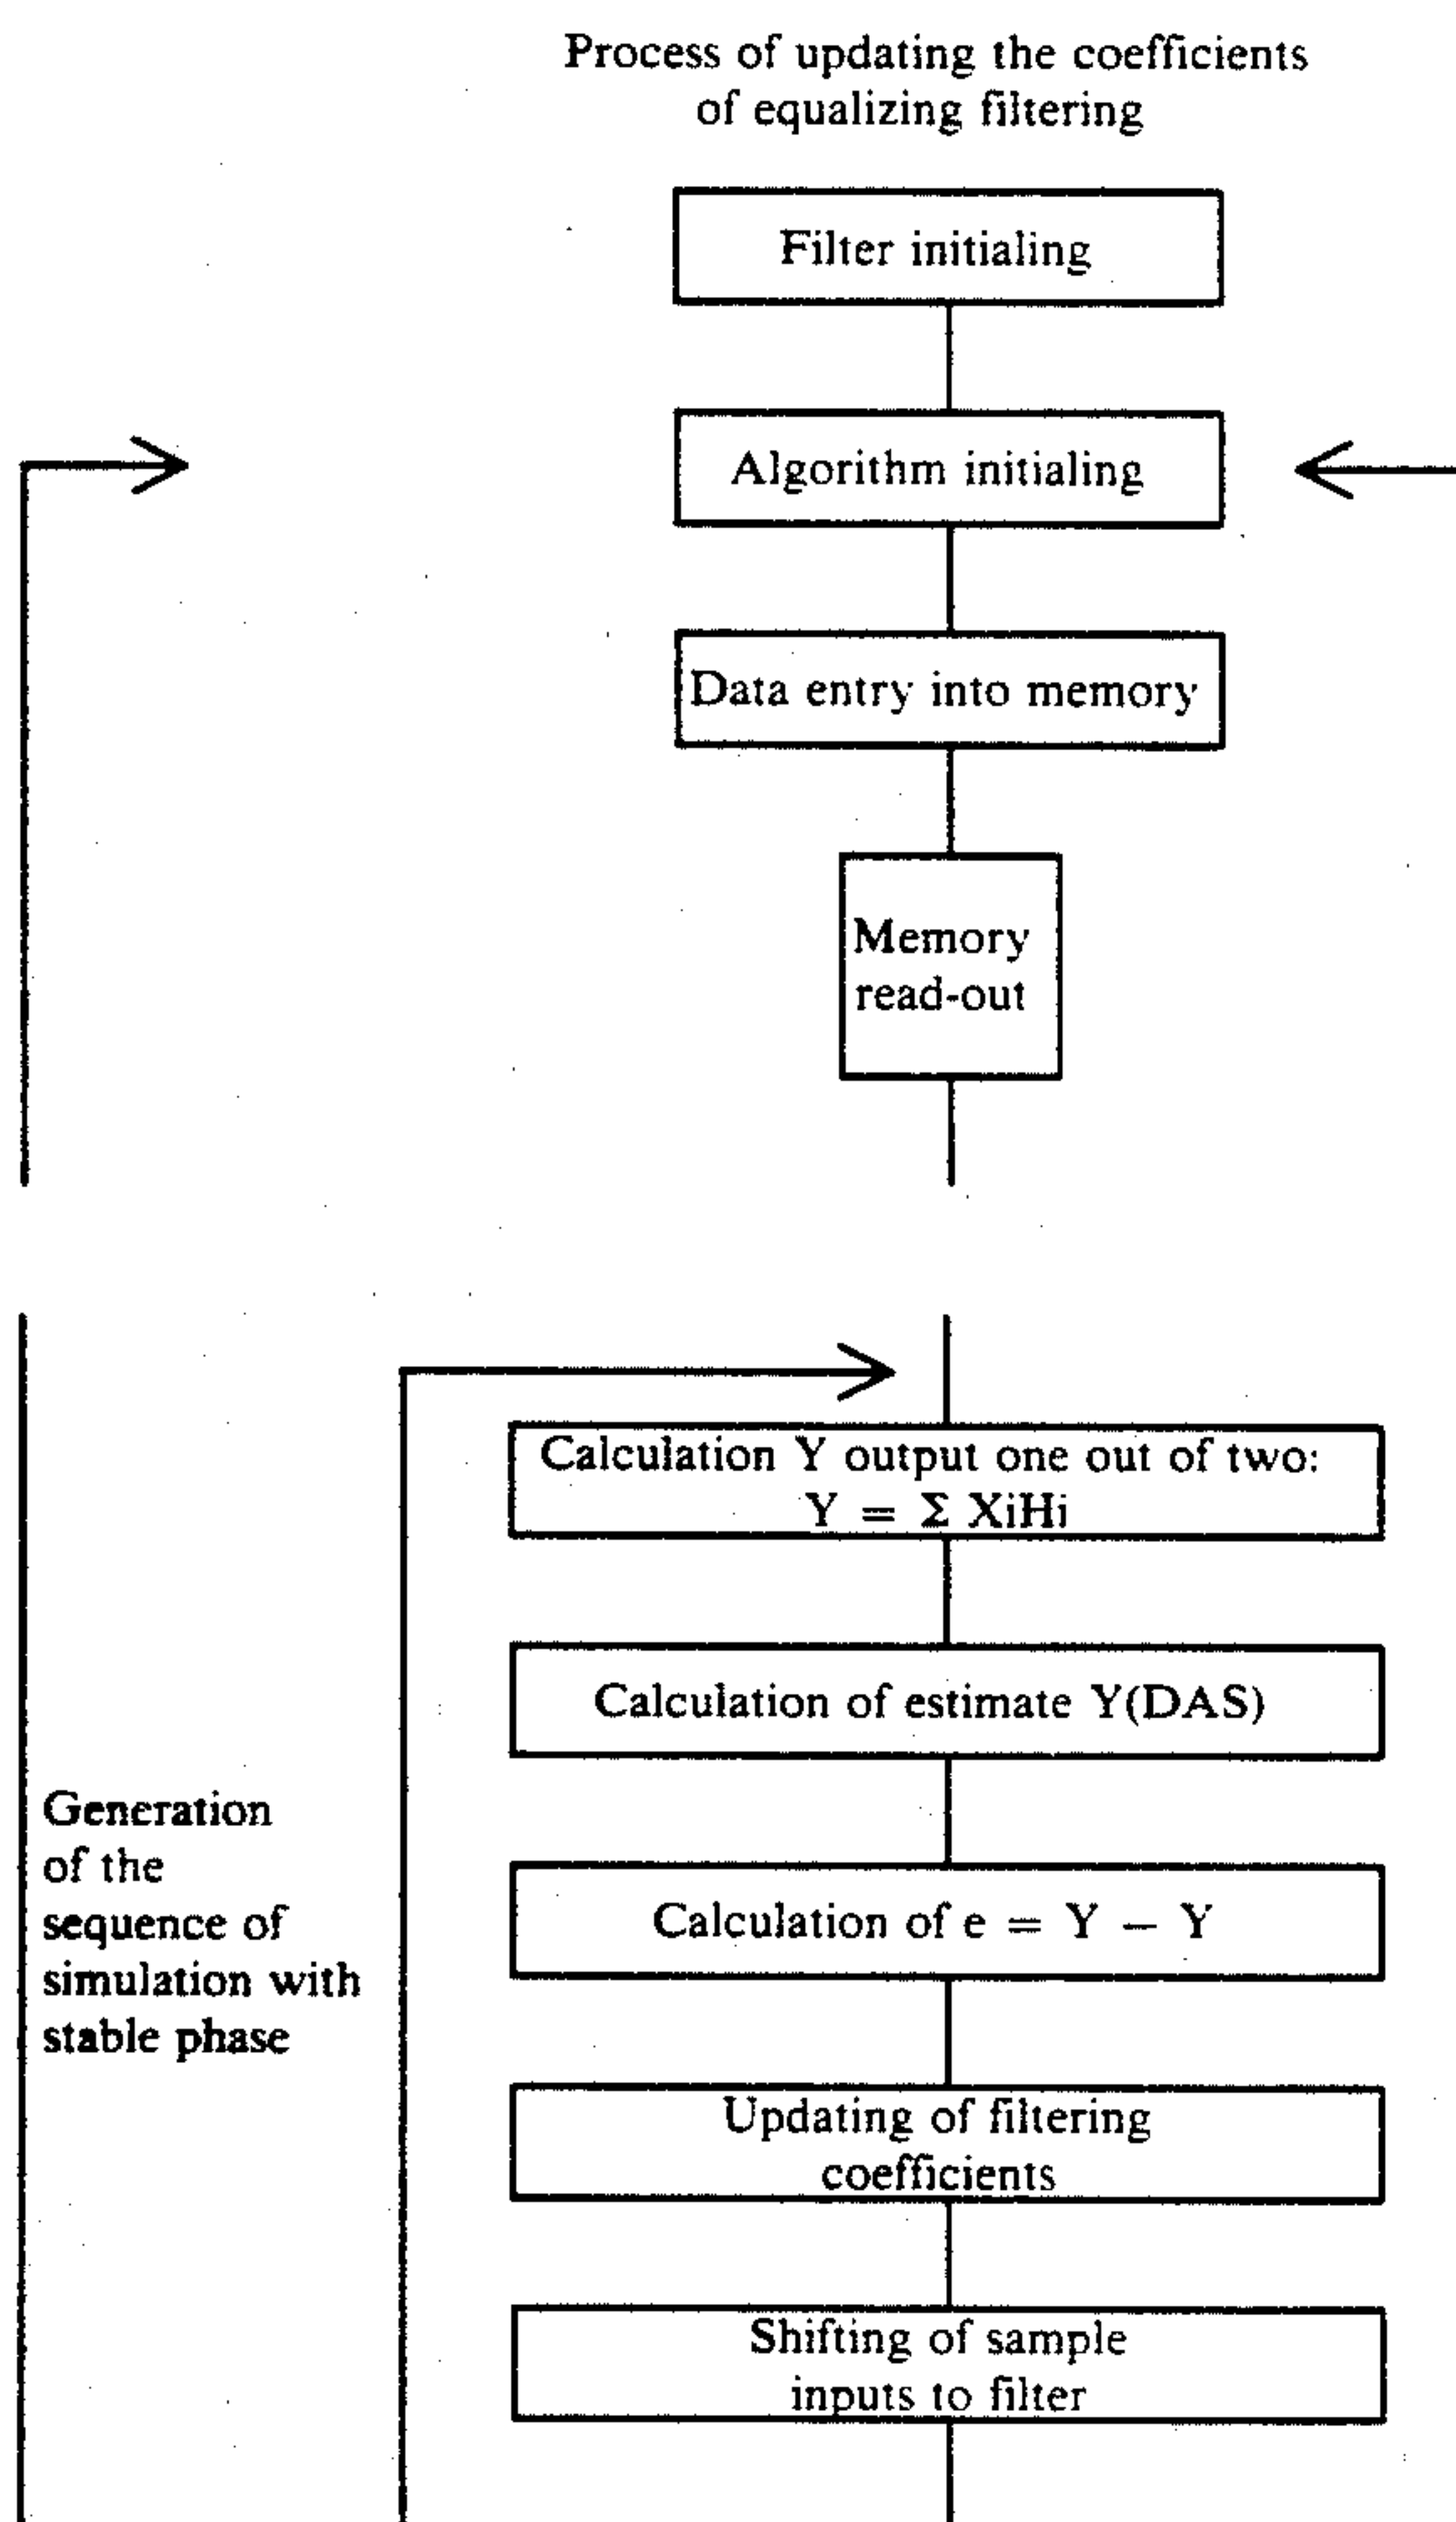 Process of updating the coefficients
of equalizing filtering
Filter initialing
Algorithm initialing
Data entry into memory
Memory
read-out
Calculation Y output one out of two:
Y = Σ XiHi
Calculation of estimate Y(DAS)
Generation
of the
sequence of
simulation with
stable phase
Calculation of e = Y − Y
Updating of filtering
coefficients
Shifting of sample
inputs to filter